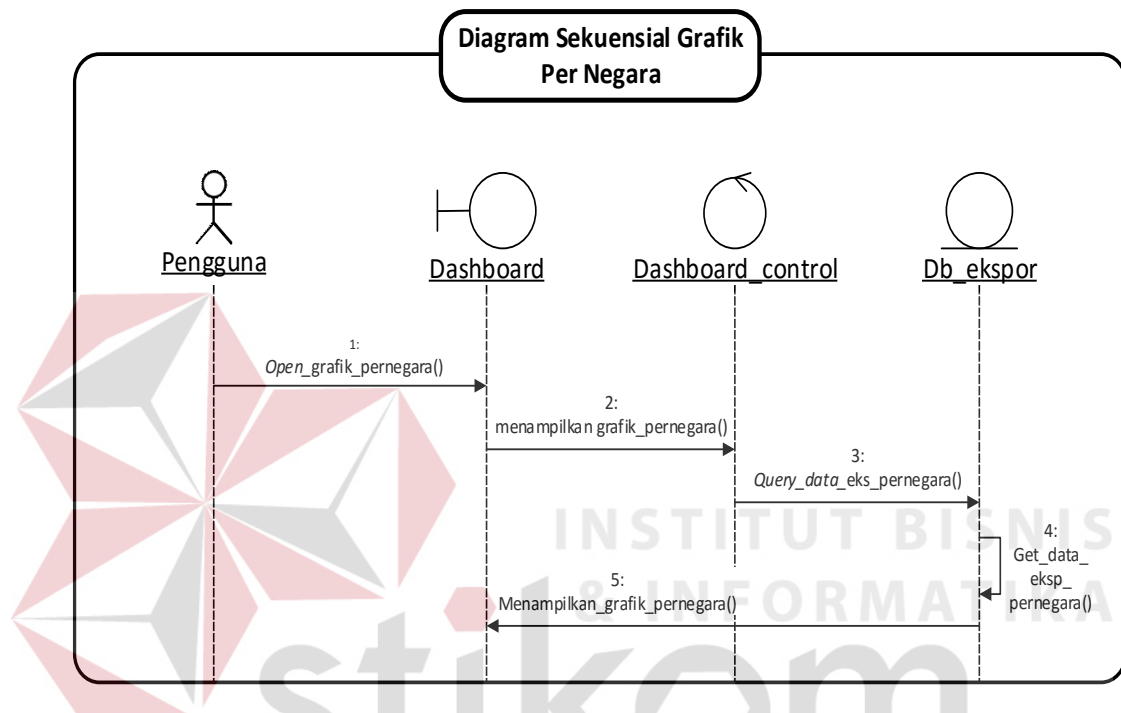 Diagram Sekuensial Grafik
Per Negara
Pengguna
Dashboard
Dashboard_control
Db_ekspor
1:
Open_grafik_pernegara()
2:
menampilkan grafik_pernegara()
3:
Query_data_eks_pernegara()
4:
Get_data_
eksp_
pernegara()
5:
Menampilkan_grafik_pernegara()
INSTITUT BISNIS
& INFORMATIKA
stikom